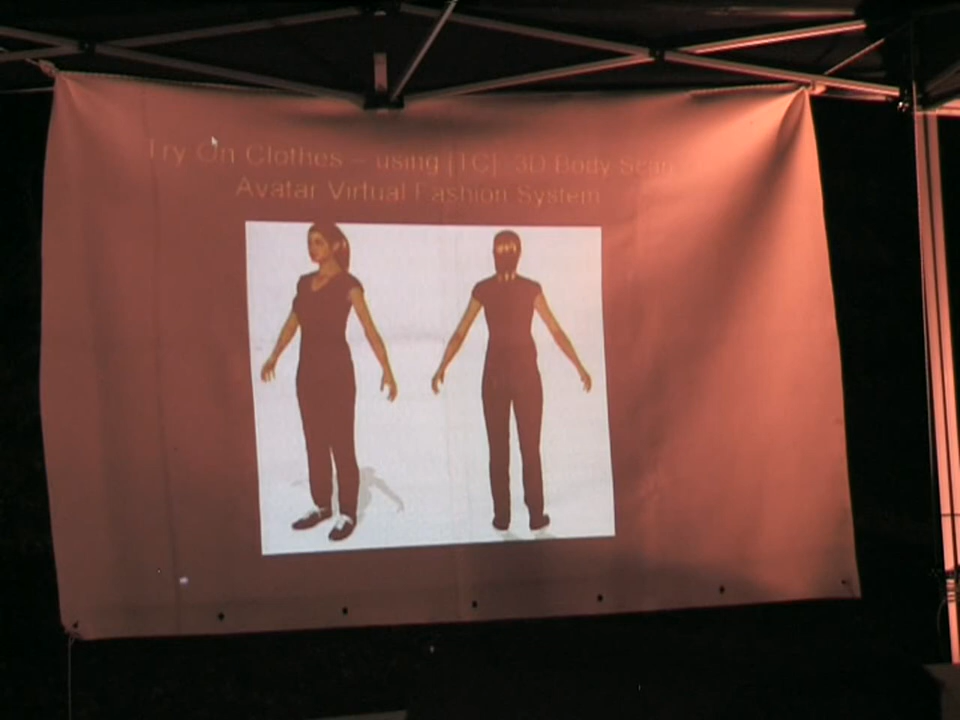 Try On Clothes – using [TC] 3D Body Scan
Avatar Virtual Fashion System